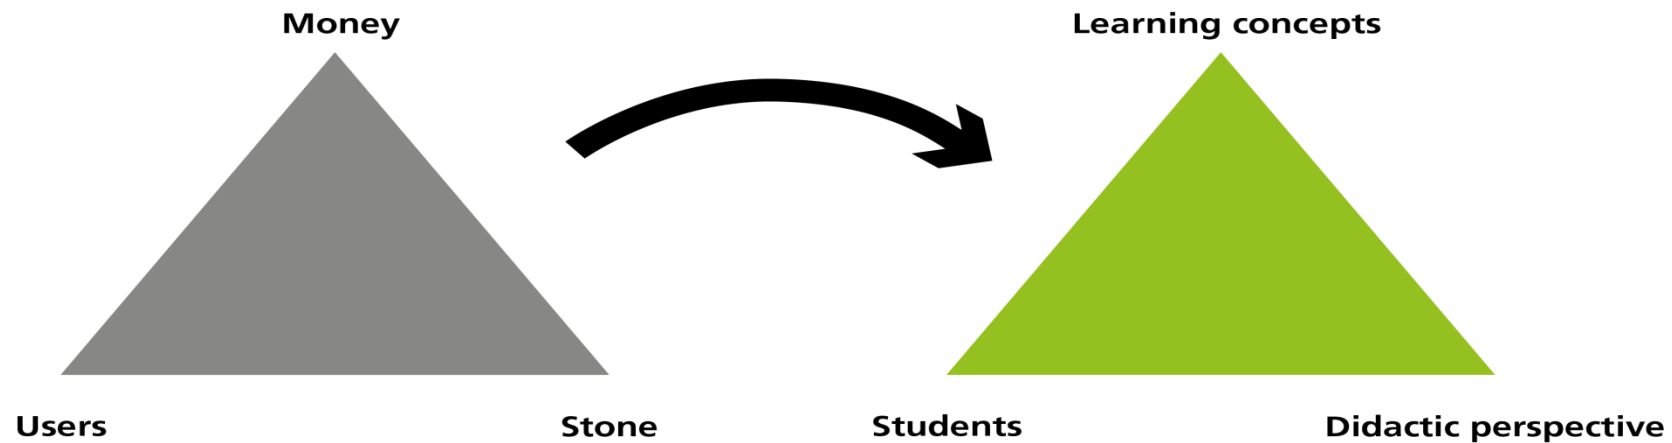 Money
Learning concepts
Users
Stone
Students
Didactic perspective